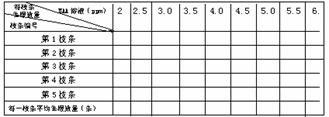 每枝条
生根数量
NAA 溶液（ppm）
枝条编号
2 2.5 3.0 3.5 4.0 4.5 5.0 5.5 6.
第1枝条
第2枝条
第3枝条
第4枝条
第5枝条
每一枝条平均生根数量（条）